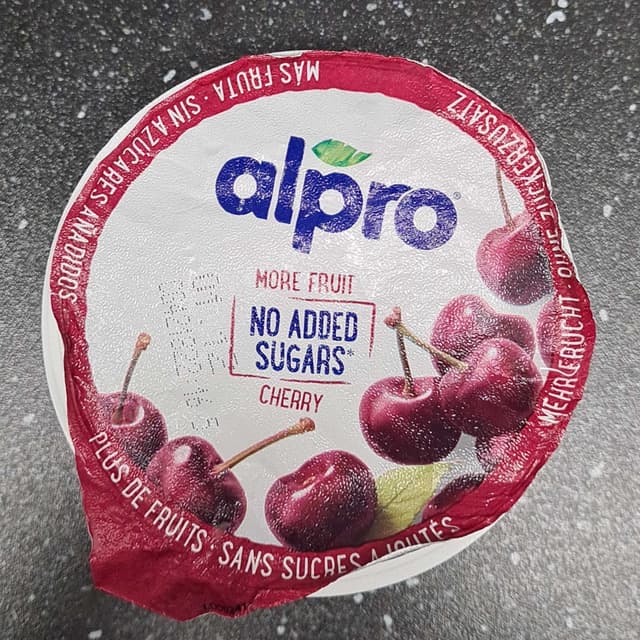 alpro
MORE FRUIT
NO ADDED
SUGARS*
CHERRY
MÁS FRUTA · SIN AZÚCARES AÑADIDOS
MEHR FRUCHT · OHNE ZUCKERZUSATZ
PLUS DE FRUITS · SANS SUCRES AJOUTÉS